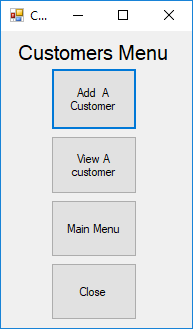 C...
Customers Menu
Add  A
Customer
View A
customer
Main Menu
Close